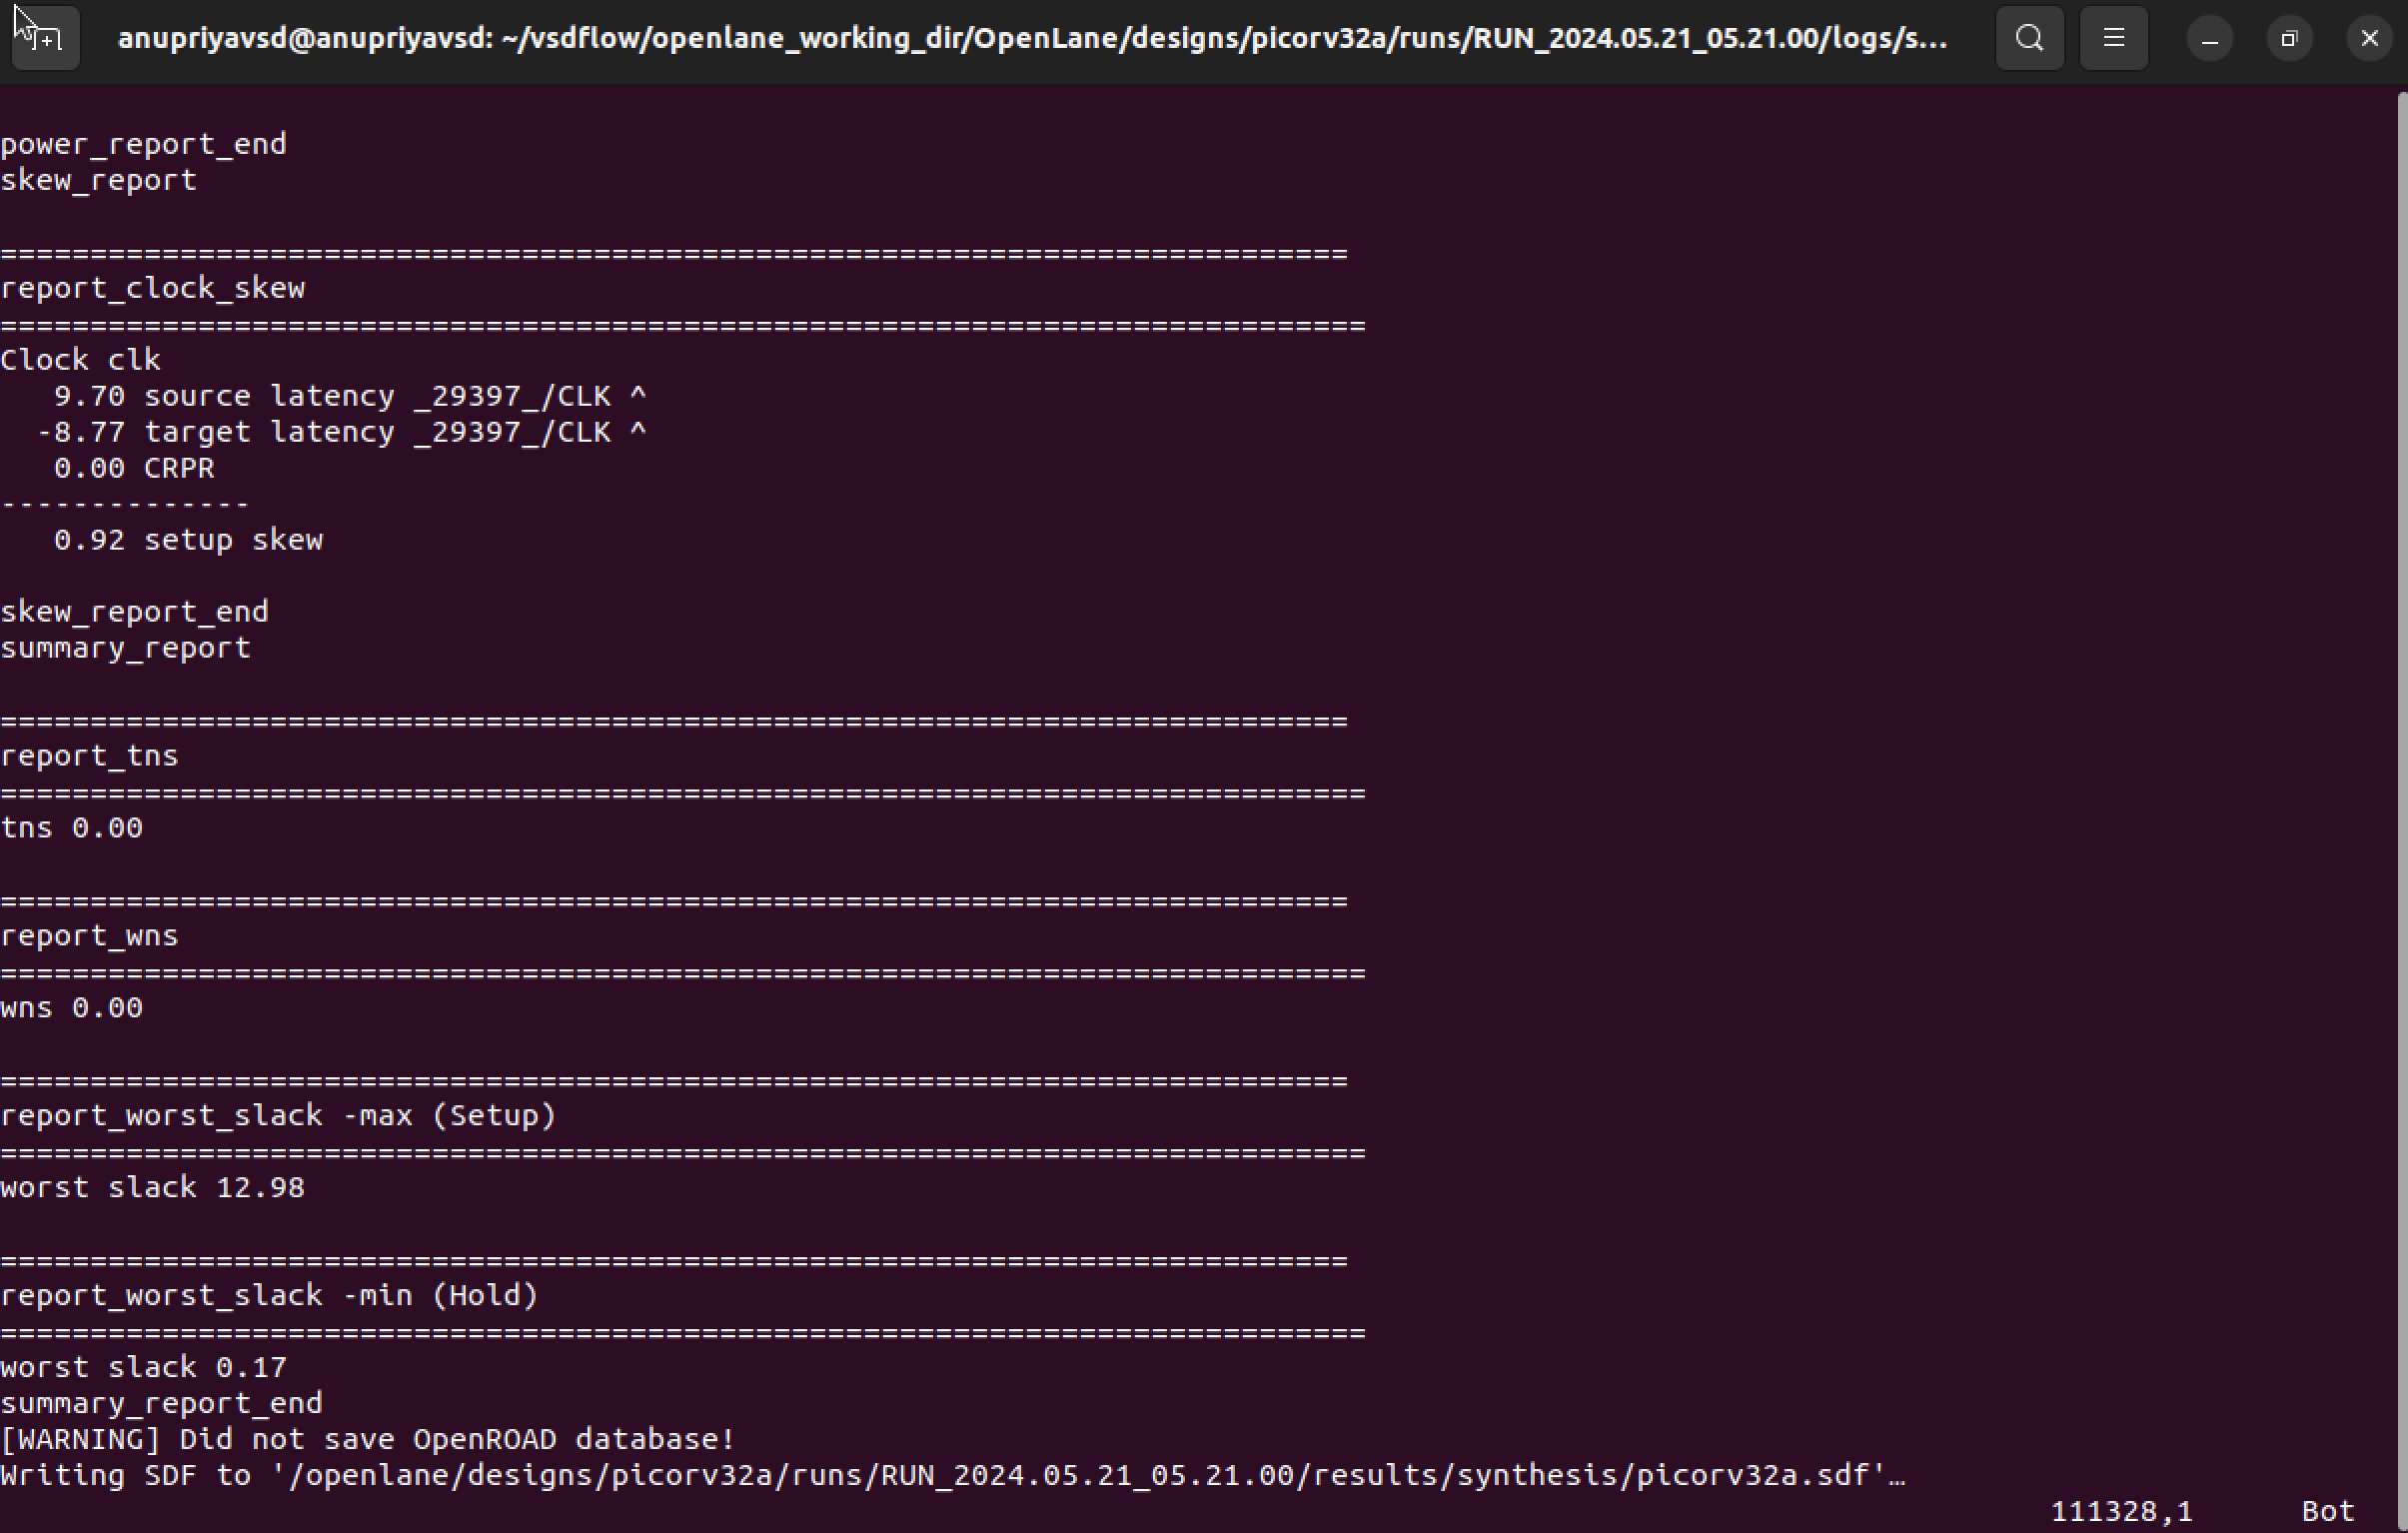 anupriyavsd@anupriyavsd: ~/vsdflow/openlane_working_dir/OpenLane/designs/picorv32a/runs/RUN_2024.05.21_05.21.00/logs/s…
power_report_end
skew_report
===========================================================================
report_clock_skew
============================================================================
Clock clk
   9.70 source latency _29397_/CLK ^
  -8.77 target latency _29397_/CLK ^
   0.00 CRPR
--------------
   0.92 setup skew
skew_report_end
summary_report
===========================================================================
report_tns
============================================================================
tns 0.00
===========================================================================
report_wns
============================================================================
wns 0.00
===========================================================================
report_worst_slack -max (Setup)
============================================================================
worst slack 12.98
===========================================================================
report_worst_slack -min (Hold)
============================================================================
worst slack 0.17
summary_report_end
[WARNING] Did not save OpenROAD database!
Writing SDF to '/openlane/designs/picorv32a/runs/RUN_2024.05.21_05.21.00/results/synthesis/picorv32a.sdf'…
111328,1 Bot